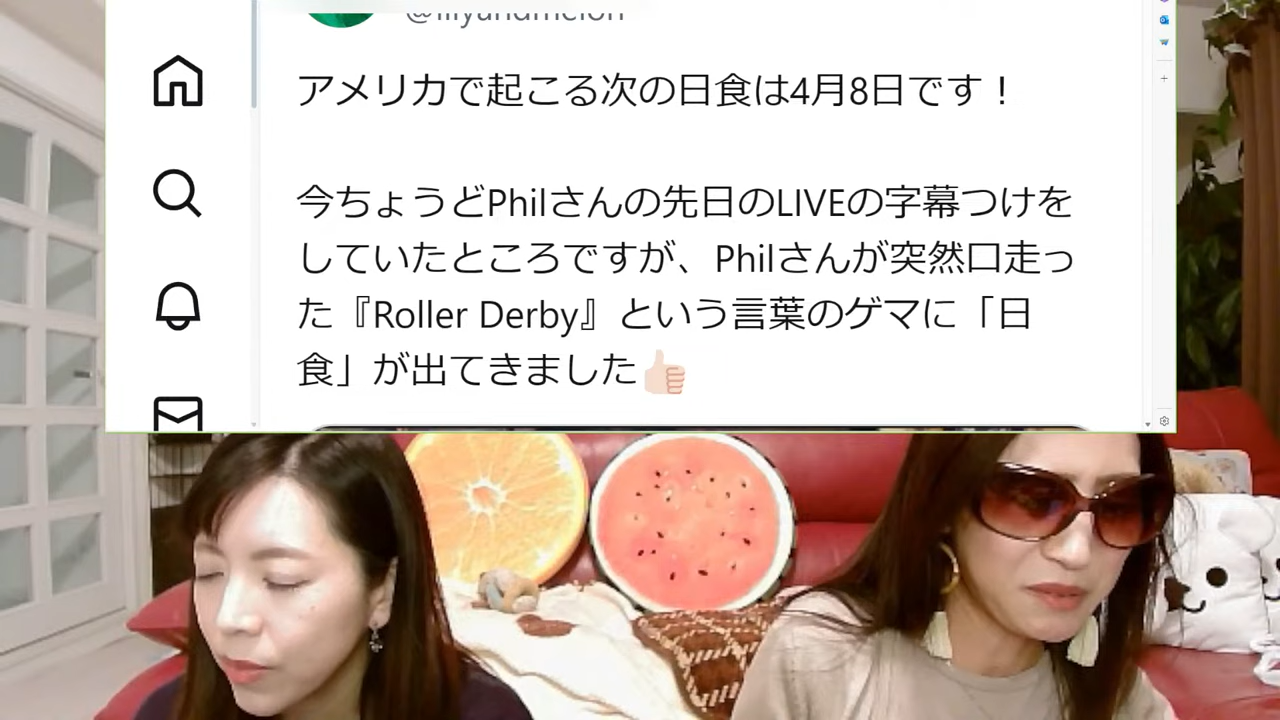 アメリカで起こる次の日食は4月8日です！
今ちょうどPhilさんの先日のLIVEの字幕つけを
していたところですが、Philさんが突然口走っ
た『Roller Derby』という言葉のゲマに「日
食」が出てきました👍🏻